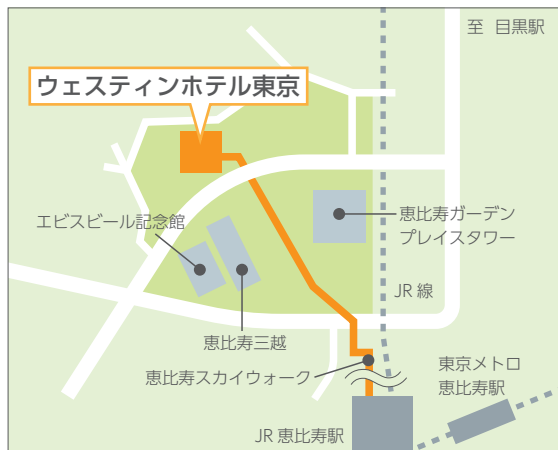 至 目黒駅
ウェスティンホテル東京
エビスビール記念館
恵比寿ガーデン
プレイスタワー
JR 線
恵比寿三越
恵比寿スカイウォーク
東京メトロ
恵比寿駅
JR 恵比寿駅